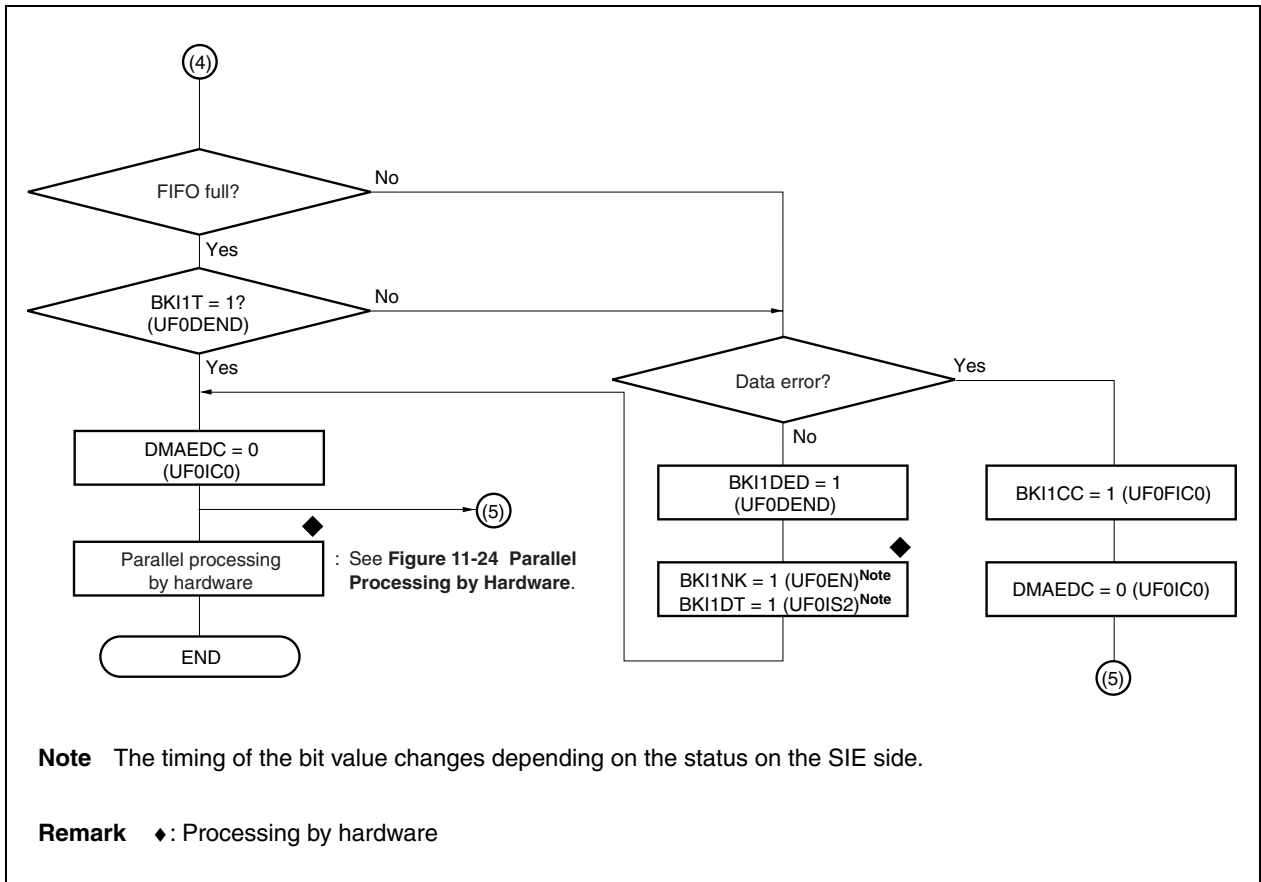 (4)
FIFO full?
No
Yes
BKI1T = 1?
(UF0DEND)
No
Yes
Data error?
Yes
No
DMAEDC = 0
(UF0IC0)
(5)
Parallel processing
by hardware
: See Figure 11-24 Parallel
Processing by Hardware.
END
BKI1DED = 1
(UF0DEND)
BKI1NK = 1 (UF0EN)Note
BKI1DT = 1 (UF0IS2)Note
BKI1CC = 1 (UF0FIC0)
DMAEDC = 0 (UF0IC0)
(5)
Note The timing of the bit value changes depending on the status on the SIE side.
Remark ♦: Processing by hardware